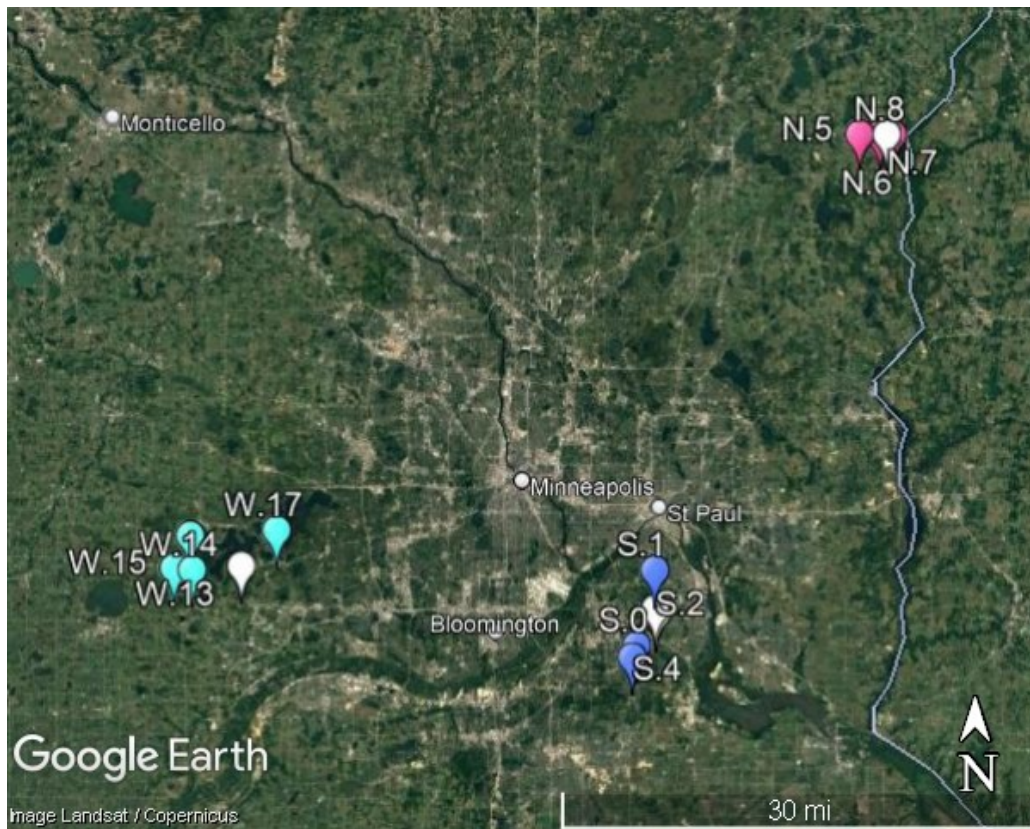 Monticello
N.8
N.5
N.7
N.6
Minneapolis
W.17
St Paul
W.14
S.1
W.15
W.13
S.2
S.0
Bloomington
S.4
Google Earth
N
30 mi
Image Landsat / Copernicus